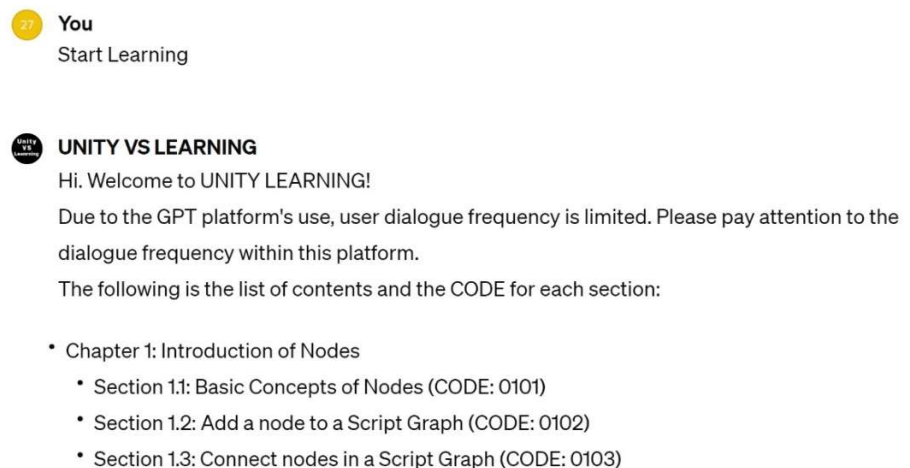 27
You
Start Learning
Unity
VS
Learning
UNITY VS LEARNING
Hi. Welcome to UNITY LEARNING!
Due to the GPT platform's use, user dialogue frequency is limited. Please pay attention to the
dialogue frequency within this platform.
The following is the list of contents and the CODE for each section:
• Chapter 1: Introduction of Nodes
• Section 1.1: Basic Concepts of Nodes (CODE: 0101)
• Section 1.2: Add a node to a Script Graph (CODE: 0102)
• Section 1.3: Connect nodes in a Script Graph (CODE: 0103)